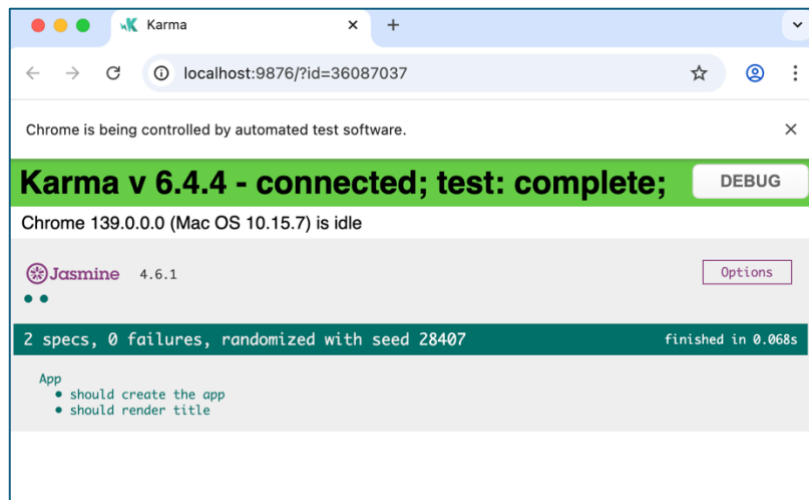 Karma
localhost:9876/?id=36087037
Chrome is being controlled by automated test software.
Karma v 6.4.4 - connected; test: complete;
DEBUG
Chrome 139.0.0.0 (Mac OS 10.15.7) is idle
Jasmine 4.6.1
Options
2 specs, 0 failures, randomized with seed 28407
finished in 0.068s
App
• should create the app
• should render title